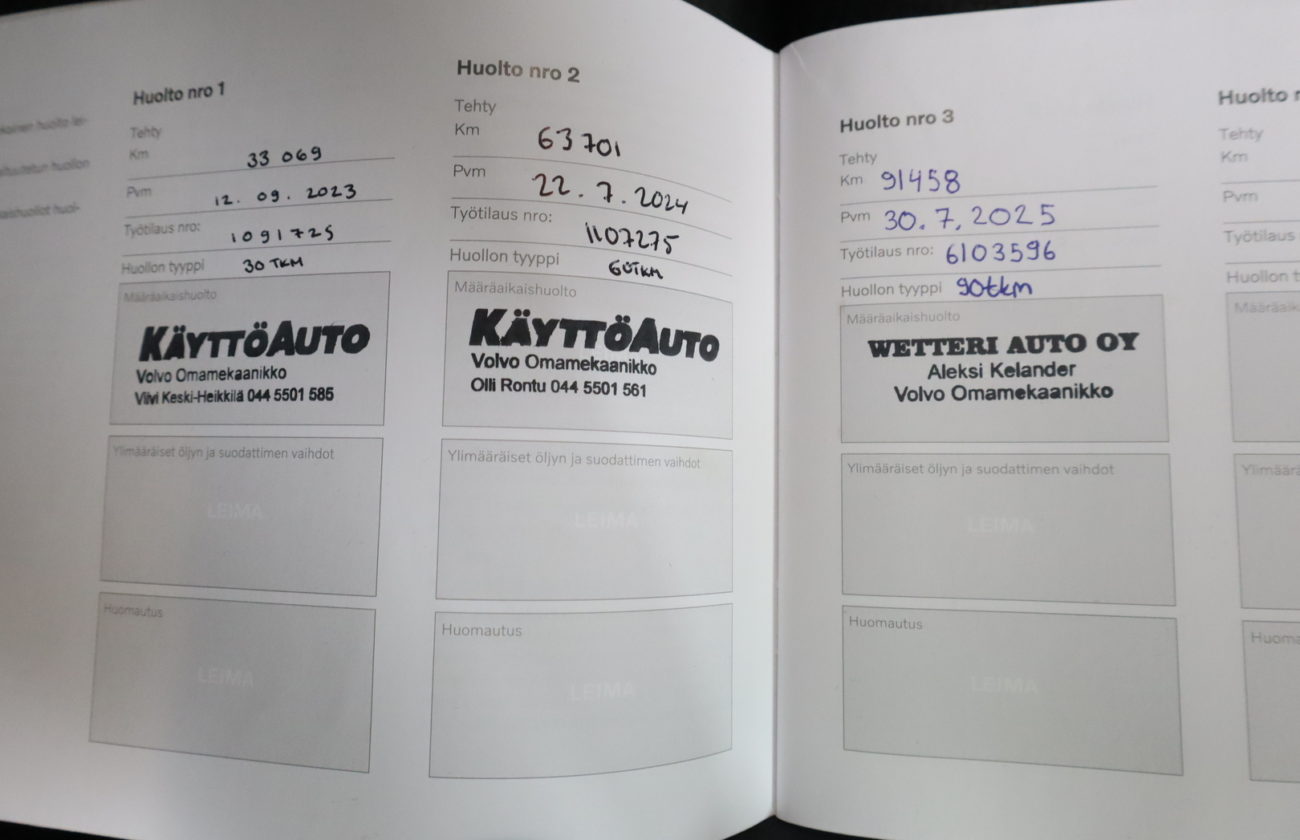 Huolto nro 1
Tehty
Km 33 069
Pvm 12. 09. 2023
Työtilaus nro: 1091725
Huollon tyyppi 30 TKM
Määräaikaishuolto
KÄYTTÖAUTO
Volvo Omamekaanikko
Viivi Keski-Heikkilä 044 5501 585
Ylimääräiset öljyn ja suodattimen vaihdot
LEIMA
Huomautus
LEIMA
Huolto nro 2
Tehty
Km 63 701
Pvm 22. 7. 2024
Työtilaus nro: 1107275
Huollon tyyppi 60TKM
Määräaikaishuolto
KÄYTTÖAUTO
Volvo Omamekaanikko
Olli Rontu 044 5501 561
Ylimääräiset öljyn ja suodattimen vaihdot
LEIMA
Huomautus
LEIMA
Huolto nro 3
Tehty
Km 91458
Pvm 30.7.2025
Työtilaus nro: 6103596
Huollon tyyppi 90tkm
Määräaikaishuolto
WETTERI AUTO OY
Aleksi Kelander
Volvo Omamekaanikko
Ylimääräiset öljyn ja suodattimen vaihdot
LEIMA
Huomautus
LEIMA
Huolto
Tehty
Km
Pvm
Työtilaus
Huollon